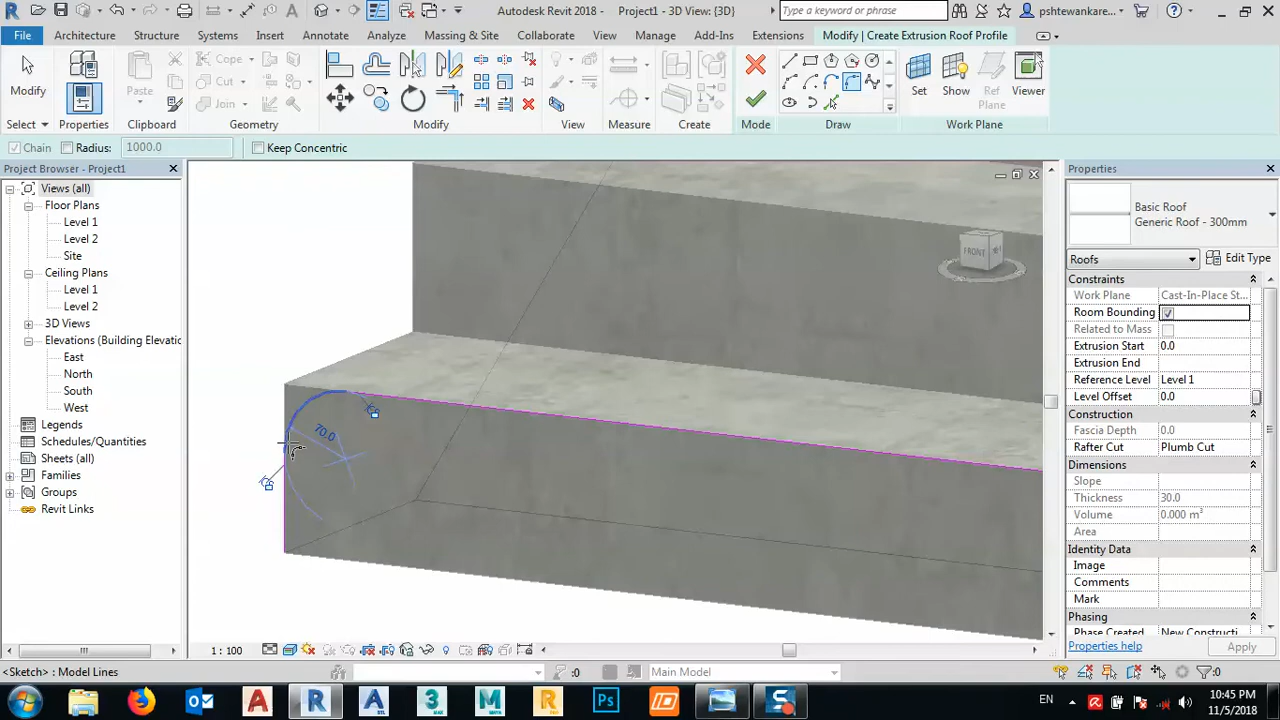 Autodesk Revit 2018 - Project1 - 3D View: {3D}
Type a keyword or phrase
pshtewankare...
File
Architecture
Structure
Systems
Insert
Annotate
Analyze
Massing & Site
Collaborate
View
Manage
Add-Ins
Extensions
Modify | Create Extrusion Roof Profile
Modify
Paste
Cope
Cut
Join
Set
Show
Ref
Plane
Viewer
Select
Properties
Clipboard
Geometry
Modify
View
Measure
Create
Mode
Draw
Work Plane
Chain
Radius:
1000.0
Keep Concentric
Project Browser - Project1
Views (all)
Floor Plans
Level 1
Level 2
Site
Ceiling Plans
Level 1
Level 2
3D Views
Elevations (Building Elevatic
East
North
South
West
Legends
Schedules/Quantities
Sheets (all)
Families
Groups
Revit Links
70.0
FRONT
Properties
Basic Roof
Generic Roof - 300mm
Roofs
Edit Type
Constraints
Work Plane Cast-In-Place St...
Room Bounding
Related to Mass
Extrusion Start 0.0
Extrusion End
Reference Level Level 1
Level Offset 0.0
Construction
Fascia Depth 0.0
Rafter Cut Plumb Cut
Dimensions
Slope
Thickness 30.0
Volume 0.000 m³
Area
Identity Data
Image
Comments
Mark
Phasing
Phase Created New Constructi
Properties help
Apply
1 : 100
<Sketch> : Model Lines
:0
Main Model
:0
EN
10:45 PM
11/5/2018